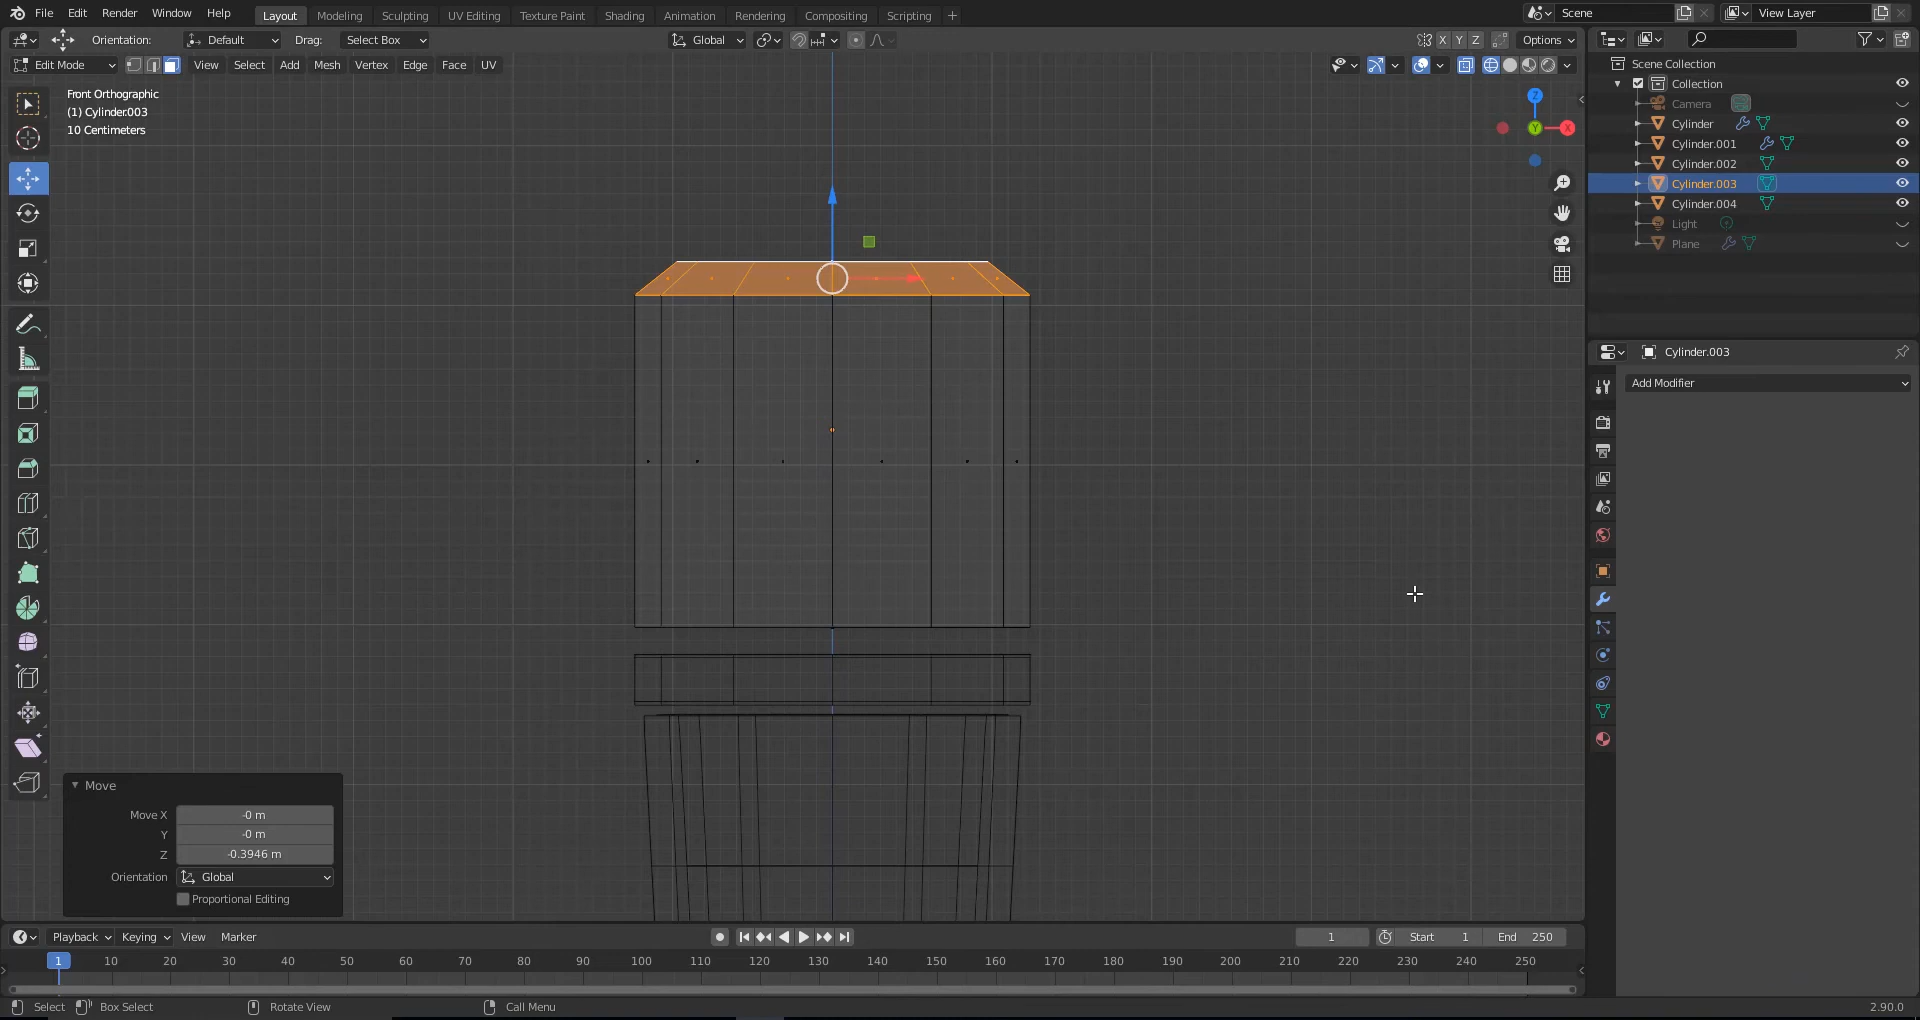 File Edit Render Window Help
Layout Modeling Sculpting UV Editing Texture Paint Shading Animation Rendering Compositing Scripting +
Scene View Layer
Orientation: Default Drag: Select Box Global X Y Z Options
Edit Mode View Select Add Mesh Vertex Edge Face UV
Front Orthographic
(1) Cylinder.003
10 Centimeters
Z
Y
X
Scene Collection
Collection
Camera
Cylinder
Cylinder.001
Cylinder.002
Cylinder.003
Cylinder.004
Light
Plane
Cylinder.003
Add Modifier
Move
Move X -0 m
Y -0 m
Z -0.3946 m
Orientation Global
Proportional Editing
Playback Keying View Marker 1 Start 1 End 250
1 10 20 30 40 50 60 70 80 90 100 110 120 130 140 150 160 170 180 190 200 210 220 230 240 250
Select Box Select Rotate View Call Menu 2.90.0